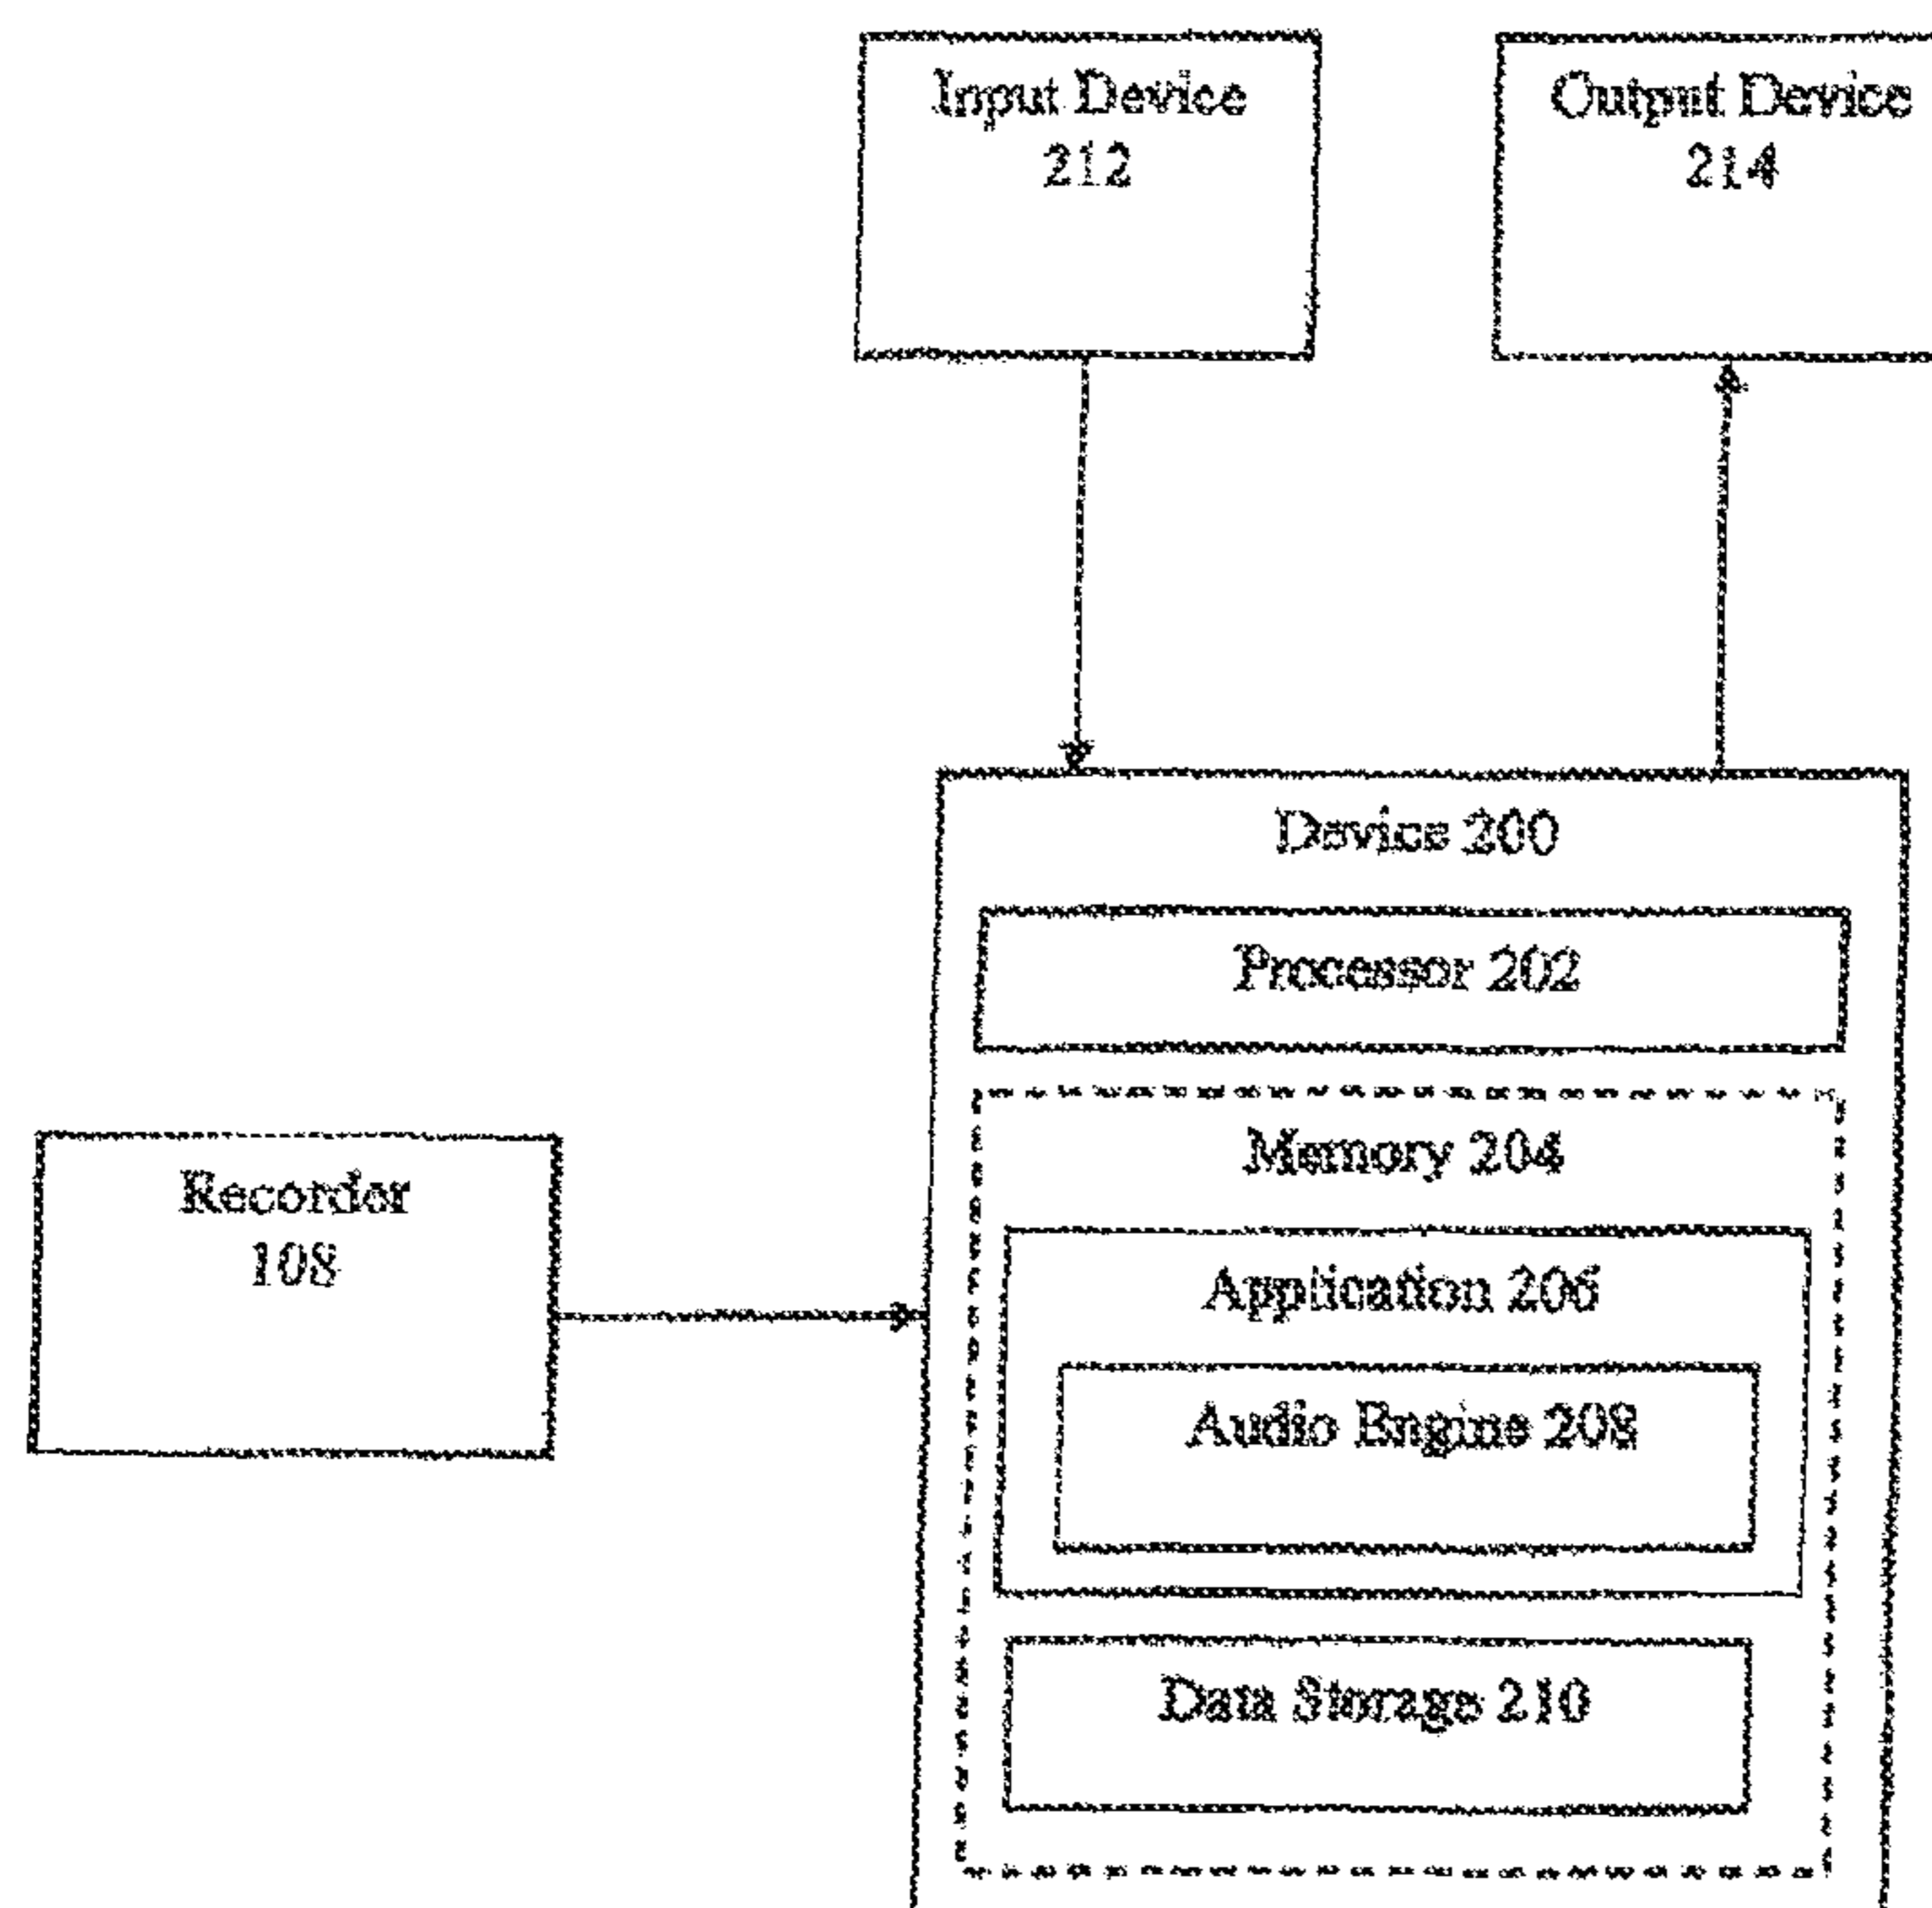 Input Device
212
Output Device
214
Device 200
Processor 202
Memory 204
Recorder
108
Application 206
Audio Engine 208
Data Storage 210